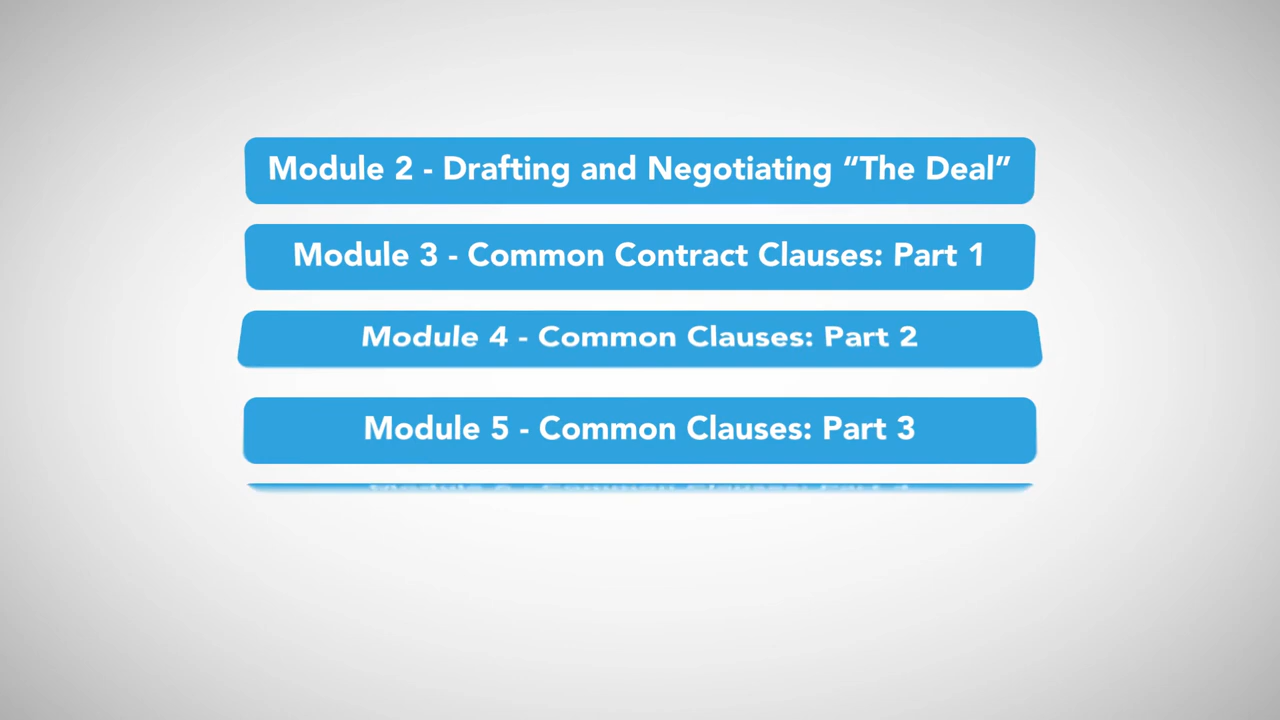 Module 2 - Drafting and Negotiating “The Deal”
Module 3 - Common Contract Clauses: Part 1
Module 4 - Common Clauses: Part 2
Module 5 - Common Clauses: Part 3